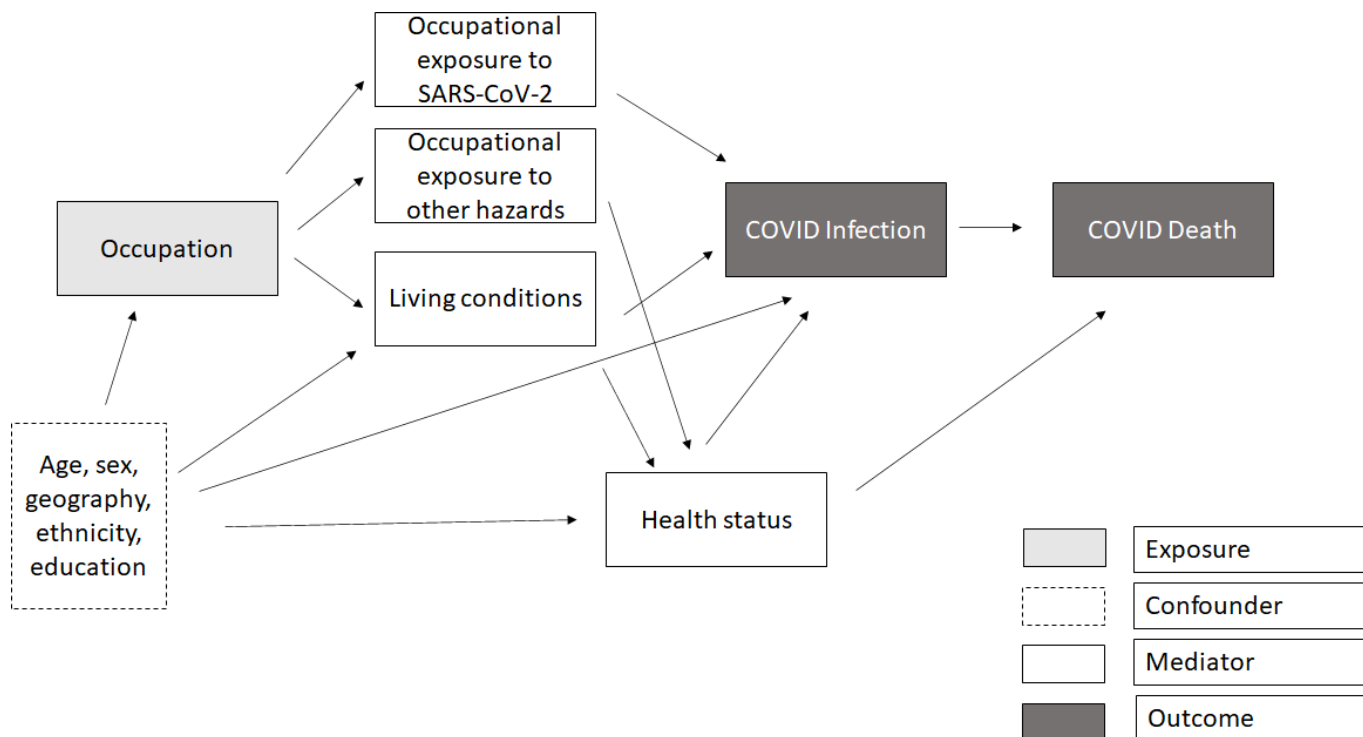 Occupational
exposure to
SARS-CoV-2
Occupational
exposure to
other hazards
Occupation
Living conditions
COVID Infection
COVID Death
Age, sex,
geography,
ethnicity,
education
Health status
Exposure
Confounder
Mediator
Outcome